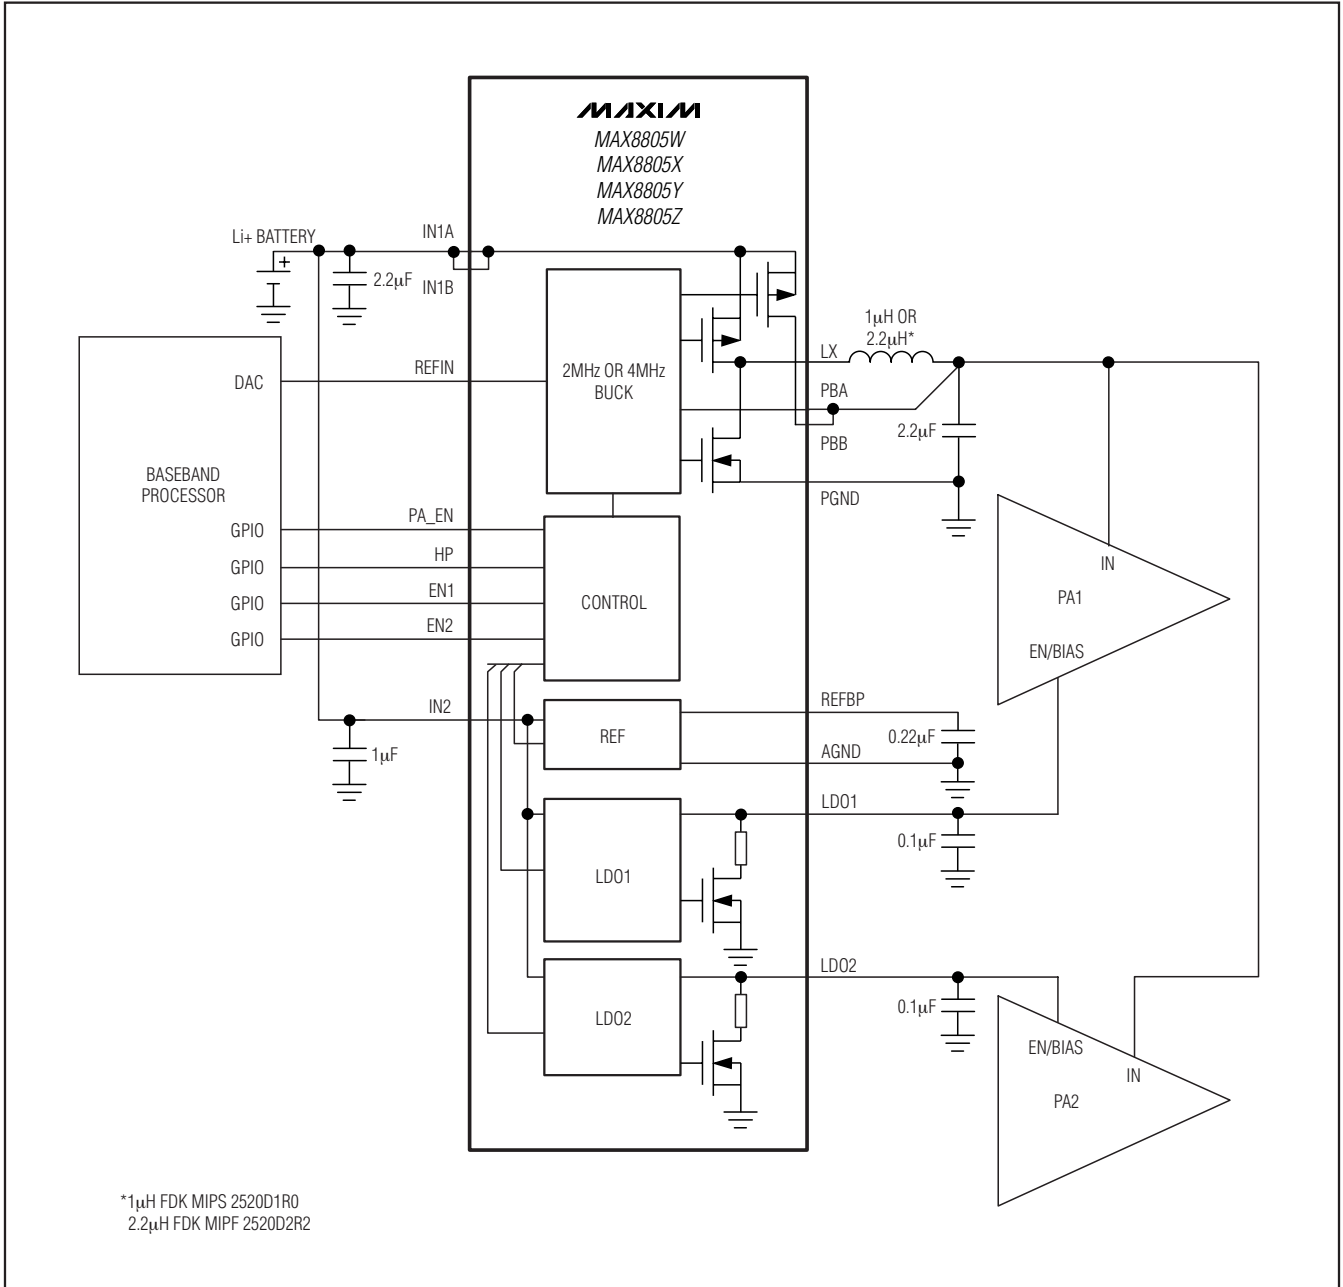 MAXIM
MAX8805W
MAX8805X
MAX8805Y
MAX8805Z
Li+ BATTERY
+
2.2μF
IN1A
IN1B
2MHz OR 4MHz
BUCK
1μH OR
2.2μH*
LX
PBA
PBB
2.2μF
PGND
DAC
REFIN
BASEBAND
PROCESSOR
GPIO
PA_EN
GPIO
HP
GPIO
EN1
GPIO
EN2
CONTROL
IN
PA1
EN/BIAS
IN2
1μF
REF
REFBP
0.22μF
AGND
LDO1
LDO1
0.1μF
LDO2
LDO2
0.1μF
EN/BIAS
IN
PA2
*1μH FDK MIPS 2520D1R0
2.2μH FDK MIPF 2520D2R2